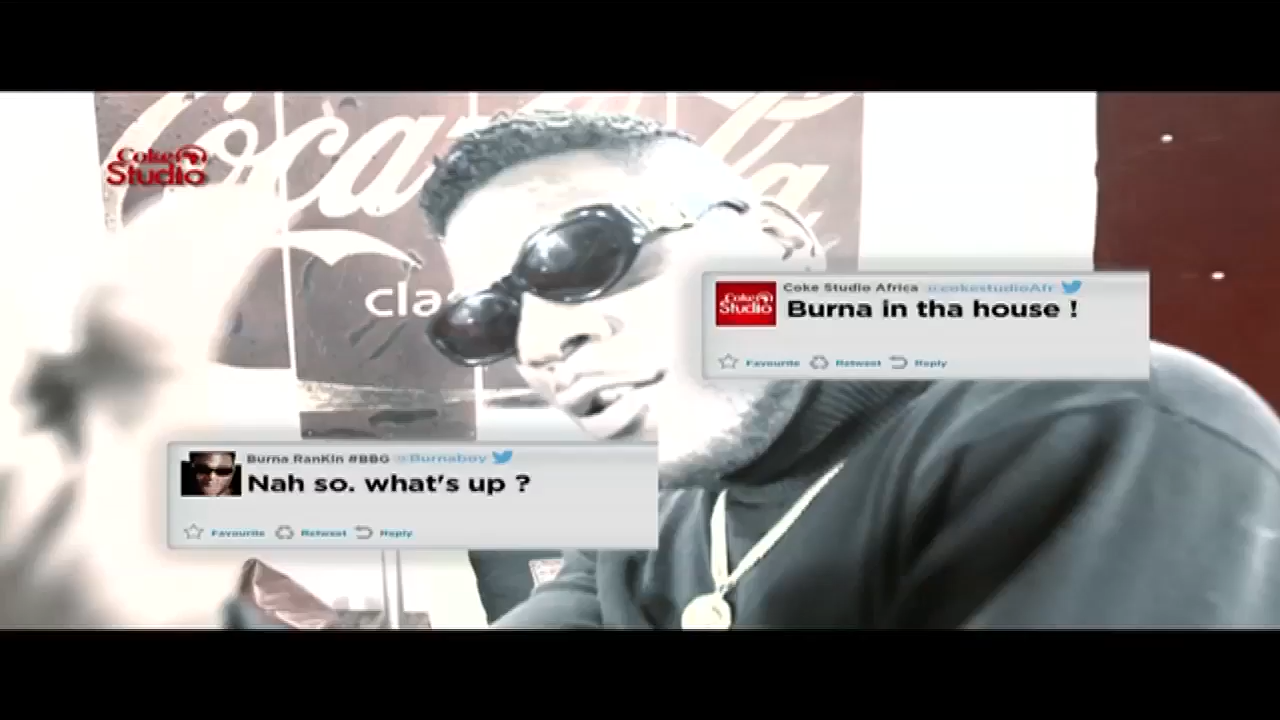 Coca-Cola
Coke
Studio
cla
Coke Studio Africa @cokestudioAfr
Coke
Studio
Burna in tha house !
Favourite Retweet Reply
Burna RanKin #BBG @Burnaboy
Nah so. what's up ?
Favourite Retweet Reply